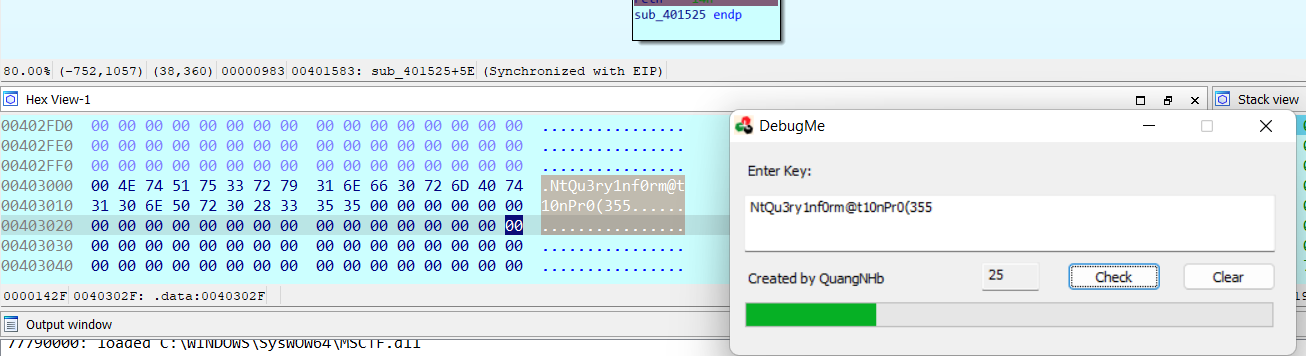 sub_401525 endp
80.00% (-752,1057) (38,360) 00000983 00401583: sub_401525+5E (Synchronized with EIP)
Hex View-1
Stack view
00402FD0 00 00 00 00 00 00 00 00 00 00 00 00 00 00 00 00 ................
00402FE0 00 00 00 00 00 00 00 00 00 00 00 00 00 00 00 00 ................
00402FF0 00 00 00 00 00 00 00 00 00 00 00 00 00 00 00 00 ................
00403000 00 4E 74 51 75 33 72 79 31 6E 66 30 72 6D 40 74 .NtQu3ry1nf0rm@t
00403010 31 30 6E 50 72 30 28 33 35 35 00 00 00 00 00 00 10nPr0(355......
00403020 00 00 00 00 00 00 00 00 00 00 00 00 00 00 00 00 ................
00403030 00 00 00 00 00 00 00 00 00 00 00 00 00 00 00 00 ................
00403040 00 00 00 00 00 00 00 00 00 00 00 00 00 00 00 00 ................
0000142F 0040302F: .data:0040302F
Output window
77790000: loaded C:\WINDOWS\SysWOW64\MSCTF.dll
DebugMe
Enter Key:
NtQu3ry1nf0rm@t10nPr0(355
Created by QuangNHb
25
Check
Clear